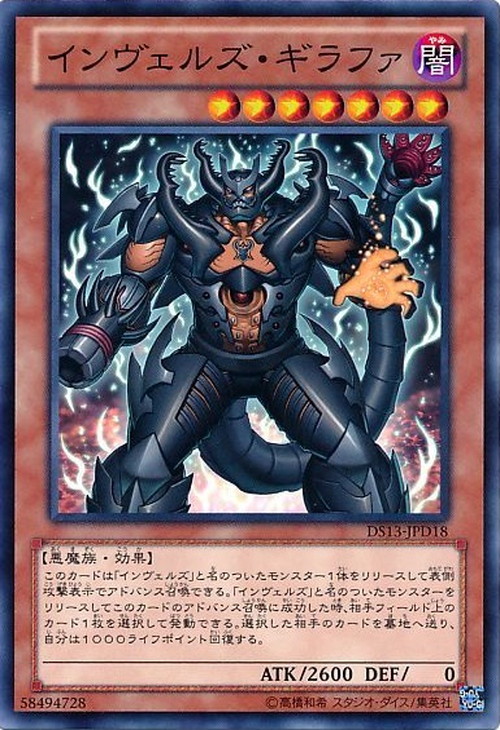 インヴェルズ・ギラファ
闇
DS13-JPD18
【悪魔族・効果】
このカードは「インヴェルズ」と名のついたモンスター1体をリリースして表側
攻撃表示でアドバンス召喚できる。「インヴェルズ」と名のついたモンスターを
リリースしてこのカードのアドバンス召喚に成功した時、相手フィールド上の
カード1枚を選択して発動できる。選択した相手のカードを墓地へ送り、
自分は1000ライフポイント回復する。
ATK/2600 DEF/ 0
58494728
©高橋和希 スタジオ・ダイス/集英社